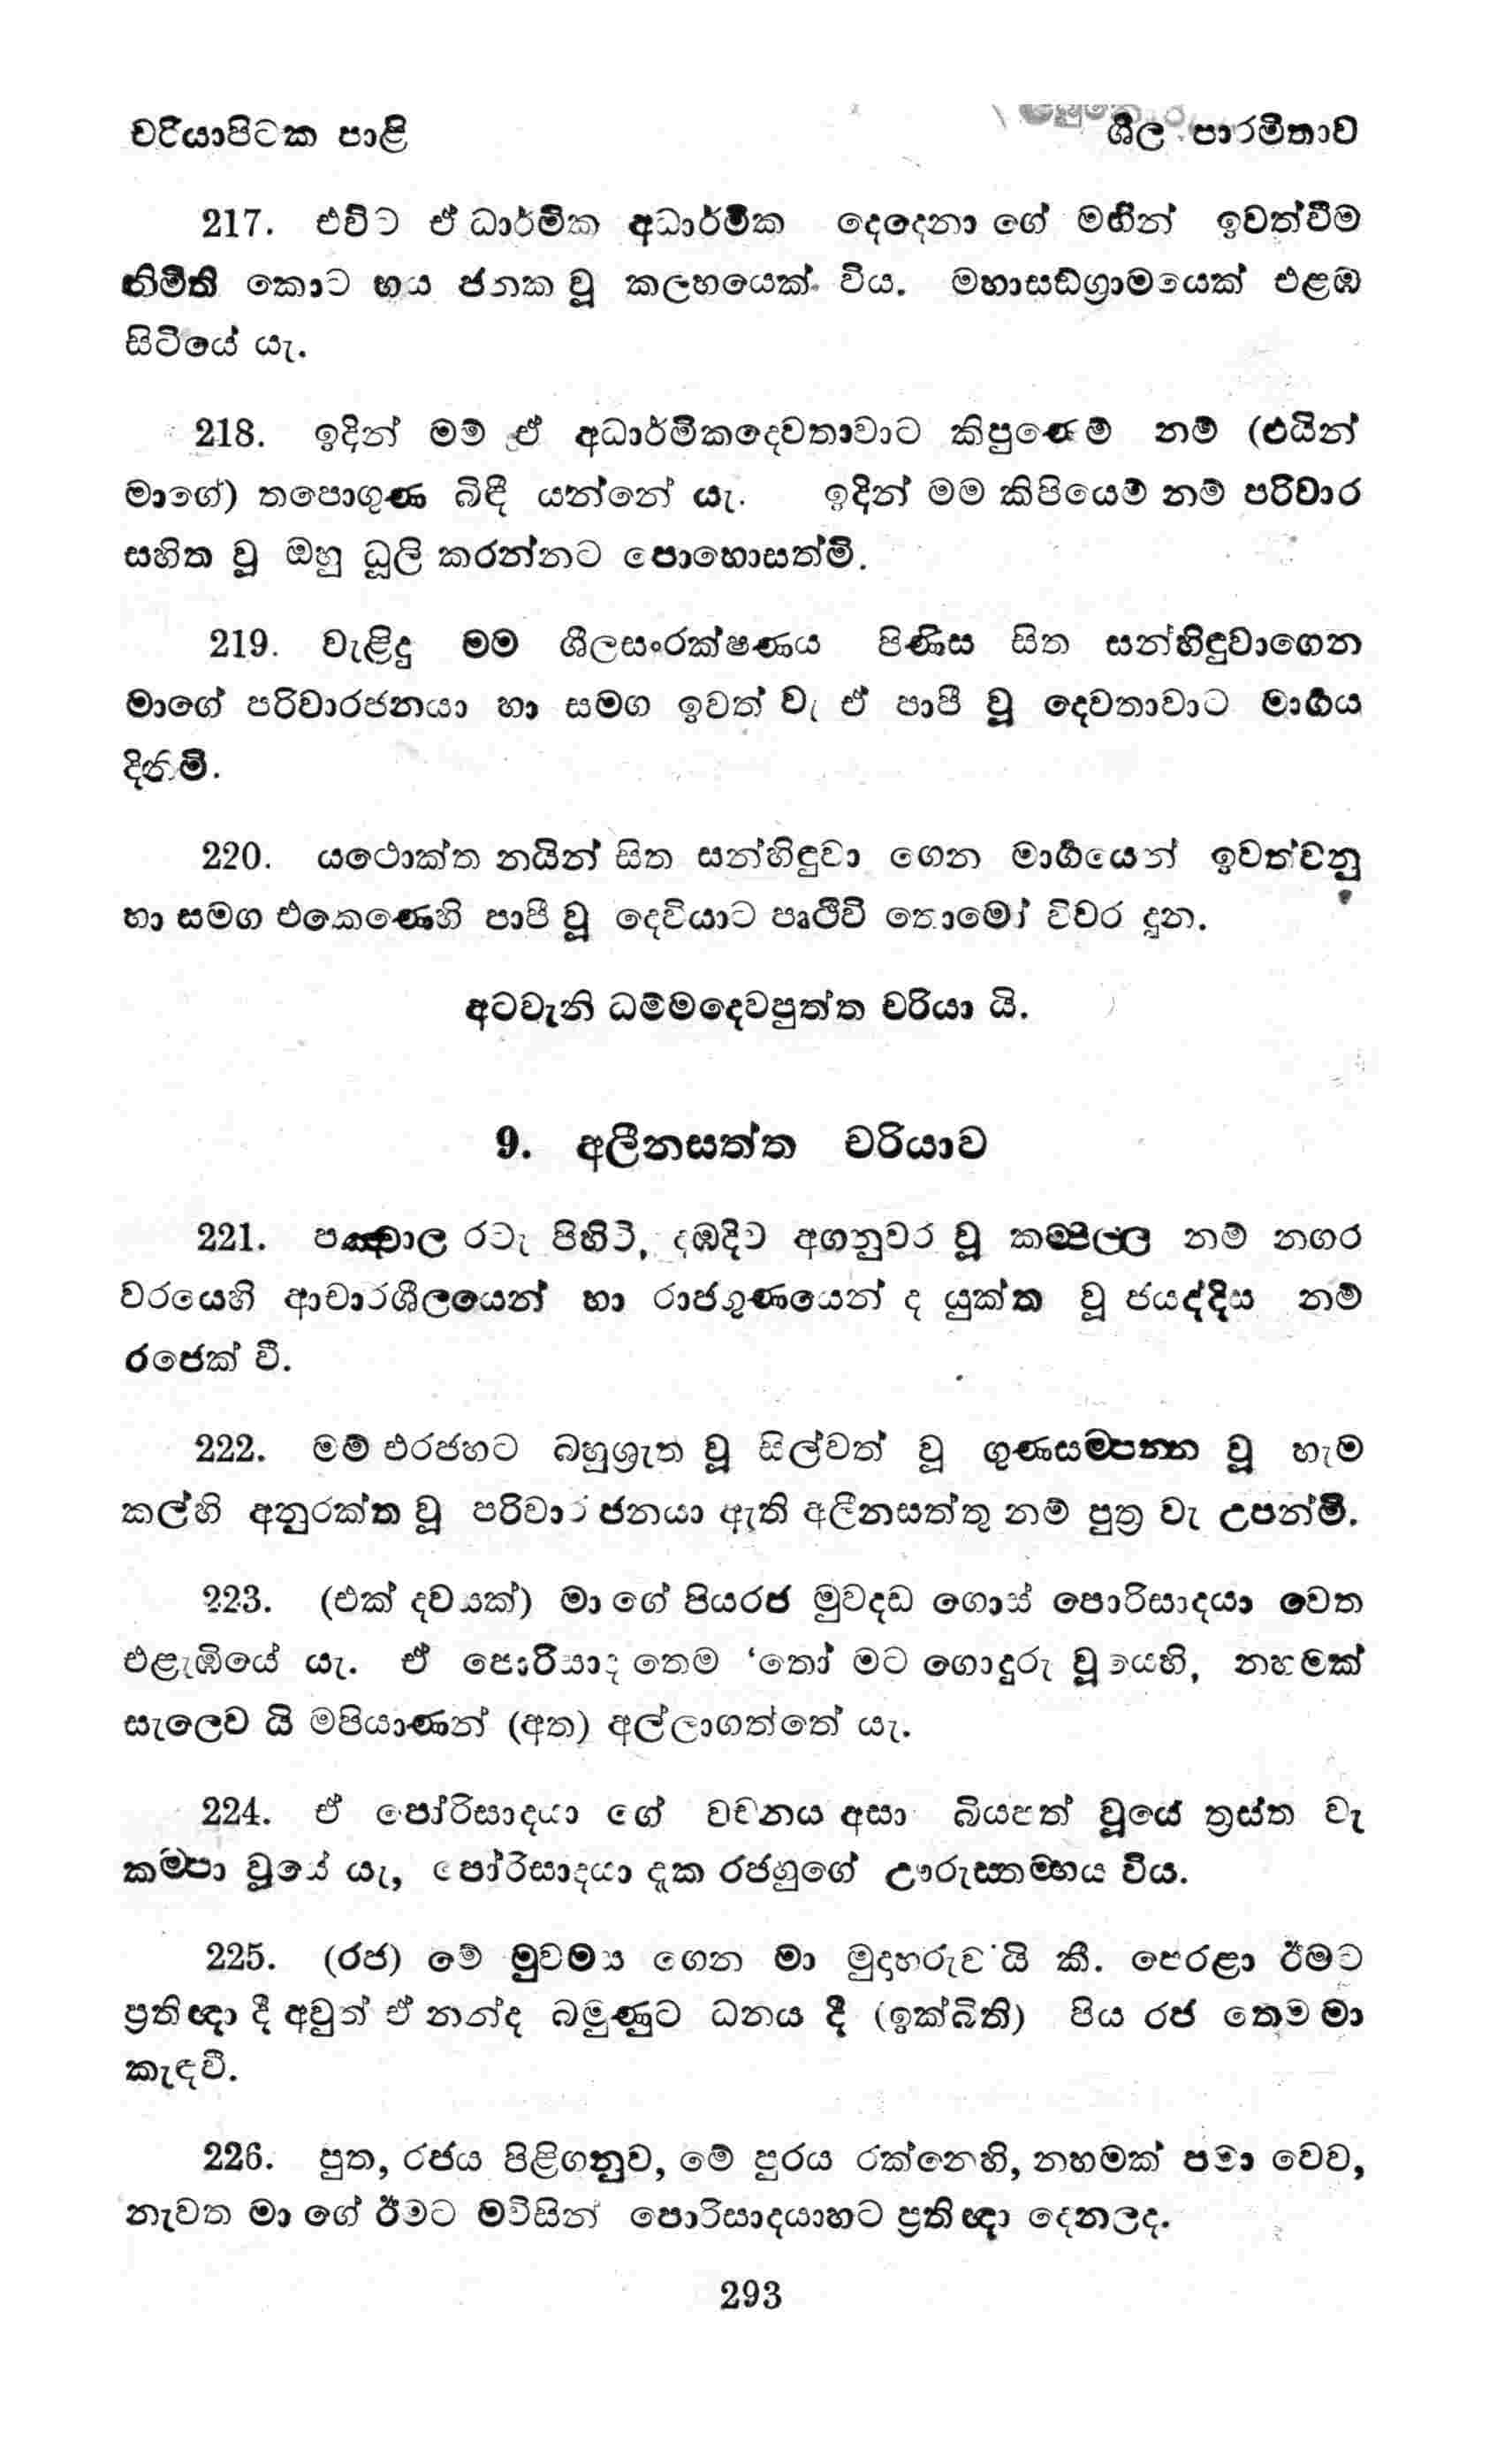 චරියාපිටක පාළි
ශීල පාරමිතාව
217. එවිට ඒ ධාර්මික අධාර්මික දෙදෙනා ගේ මඟින් ඉවත්වීම
නිමිති කොට භය ජනක වූ කලහයෙක් විය. මහාසඞ්ග්‍රාමයෙක් එළඹ
සිටියේ යැ.
218. ඉදින් මම් ඒ අධාර්මිකදෙවතාවාට කිපුණෙම් නම් (එයින්
මාගේ) තපොගුණ බිඳී යන්නේ යැ. ඉදින් මම කිපියෙම් නම් පරිවාර
සහිත වූ ඔහු ධූලි කරන්නට පොහොසත්මි.
219. වැළිදු මම ශීලසංරක්ෂණය පිණිස සිත සන්හිඳුවාගෙන
මාගේ පරිවාරජනයා හා සමග ඉවත් වැ ඒ පාපී වූ දෙවතාවාට මාර්‍ගය
දිනිමි.
220. යථොක්ත නයින් සිත සන්හිඳුවා ගෙන මාර්‍ගයෙන් ඉවත්වනු
හා සමග එකෙණෙහි පාපී වූ දෙවියාට පෘථිවි තොමෝ විවර දුන.
අටවැනි ධම්මදෙවපුත්ත චරියා යි.
9. අලීනසත්ත චරියාව
221. පඤ්චාල රටැ පිහිටි, දඹදිව අගනුවර වූ කම්පිල්ල නම් නගර
වරයෙහි ආචාරශීලයෙන් හා රාජගුණයෙන් ද යුක්ත වූ ජයද්දිස නම්
රජෙක් වී.
222. මම් එරජහට බහුශ්‍රැත වූ සිල්වත් වූ ගුණසම්පන්න වූ හැම
කල්හි අනුරක්ත වූ පරිවාර ජනයා ඇති අලීනසත්තු නම් පුත්‍ර වැ උපන්මි.
223. (එක් දවසක්) මා ගේ පියරජ මුවදඩ ගොස් පොරිසාදයා වෙත
එළැඹියේ යැ. ඒ පොරිසාද තෙම ‘තෝ මට ගොදුරු වූයෙහි, නහමක්
සැලෙව යි මපියාණන් (අත) අල්ලාගත්තේ යැ.
224. ඒ පෝරිසාදයා ගේ වචනය අසා බියපත් වූයේ ත්‍රස්ත වැ
කම්පා වූයේ යැ, පෝරිසාදයා දැක රජහුගේ ඌරුස්තම්භය විය.
225. (රජ) මේ මුවමස ගෙන මා මුදාහරුව’යි කී. පෙරළා ඊමට
ප්‍රතිඥා දී අවුත් ඒ නන්ද බමුණුට ධනය දී (ඉක්බිති) පිය රජ තෙම මා
කැඳවී.
226. පුත, රජය පිළිගනුව, මේ පුරය රක්නෙහි, නහමක් පමා වෙව,
නැවත මා ගේ ඊමට මවිසින් පොරිසාදයාහට ප්‍රතිඥා දෙනලද.
293